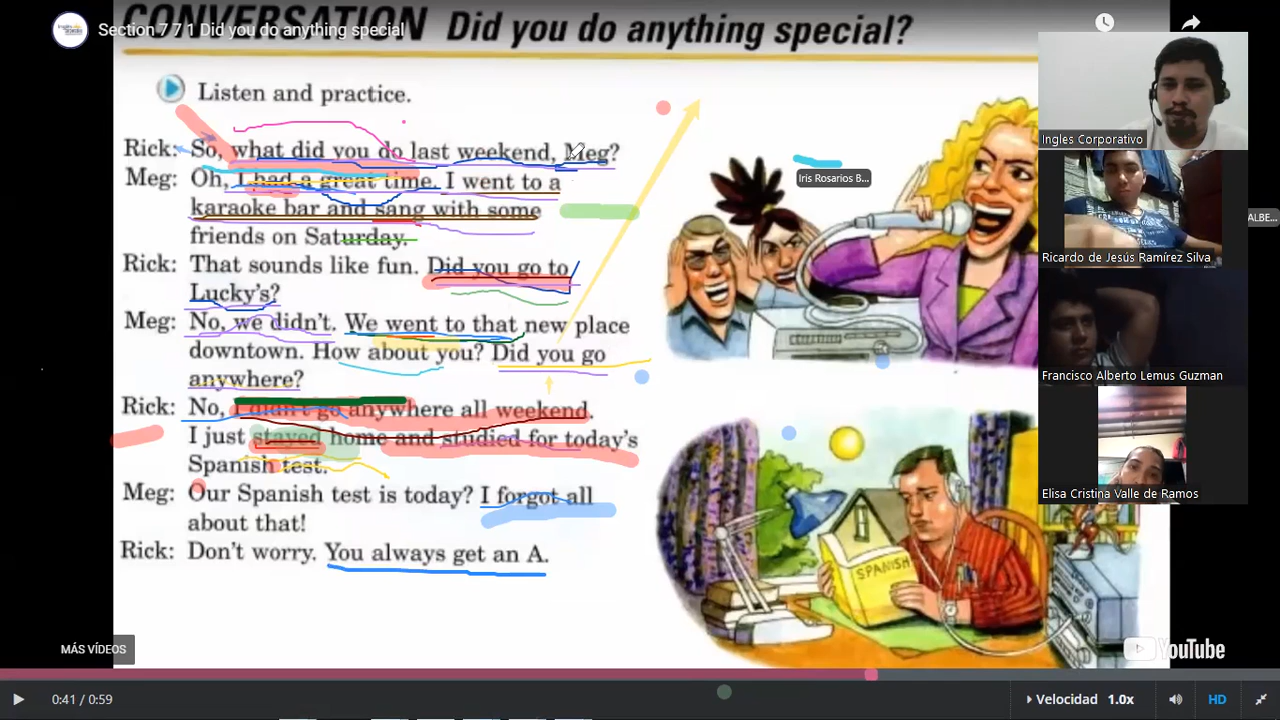 CONVERSATION Did you do anything special?
Section 7 7 1 Did you do anything special
Listen and practice.
Rick: So, what did you do last weekend, Meg?
Meg: Oh, I had a great time. I went to a
karaoke bar and sang with some
friends on Saturday.
Rick: That sounds like fun. Did you go to
Lucky's?
Meg: No, we didn't. We went to that new place
downtown. How about you? Did you go
anywhere?
Rick: No, I didn't go anywhere all weekend.
I just stayed home and studied for today's
Spanish test.
Meg: Our Spanish test is today? I forgot all
about that!
Rick: Don't worry. You always get an A.
SPANISH
Iris Rosarios B...
Ingles Corporativo
ALBE...
Ricardo de Jesús Ramírez Silva
Francisco Alberto Lemus Guzman
Elisa Cristina Valle de Ramos
MÁS VÍDEOS
YouTube
0:41 / 0:59
Velocidad 1.0x
HD